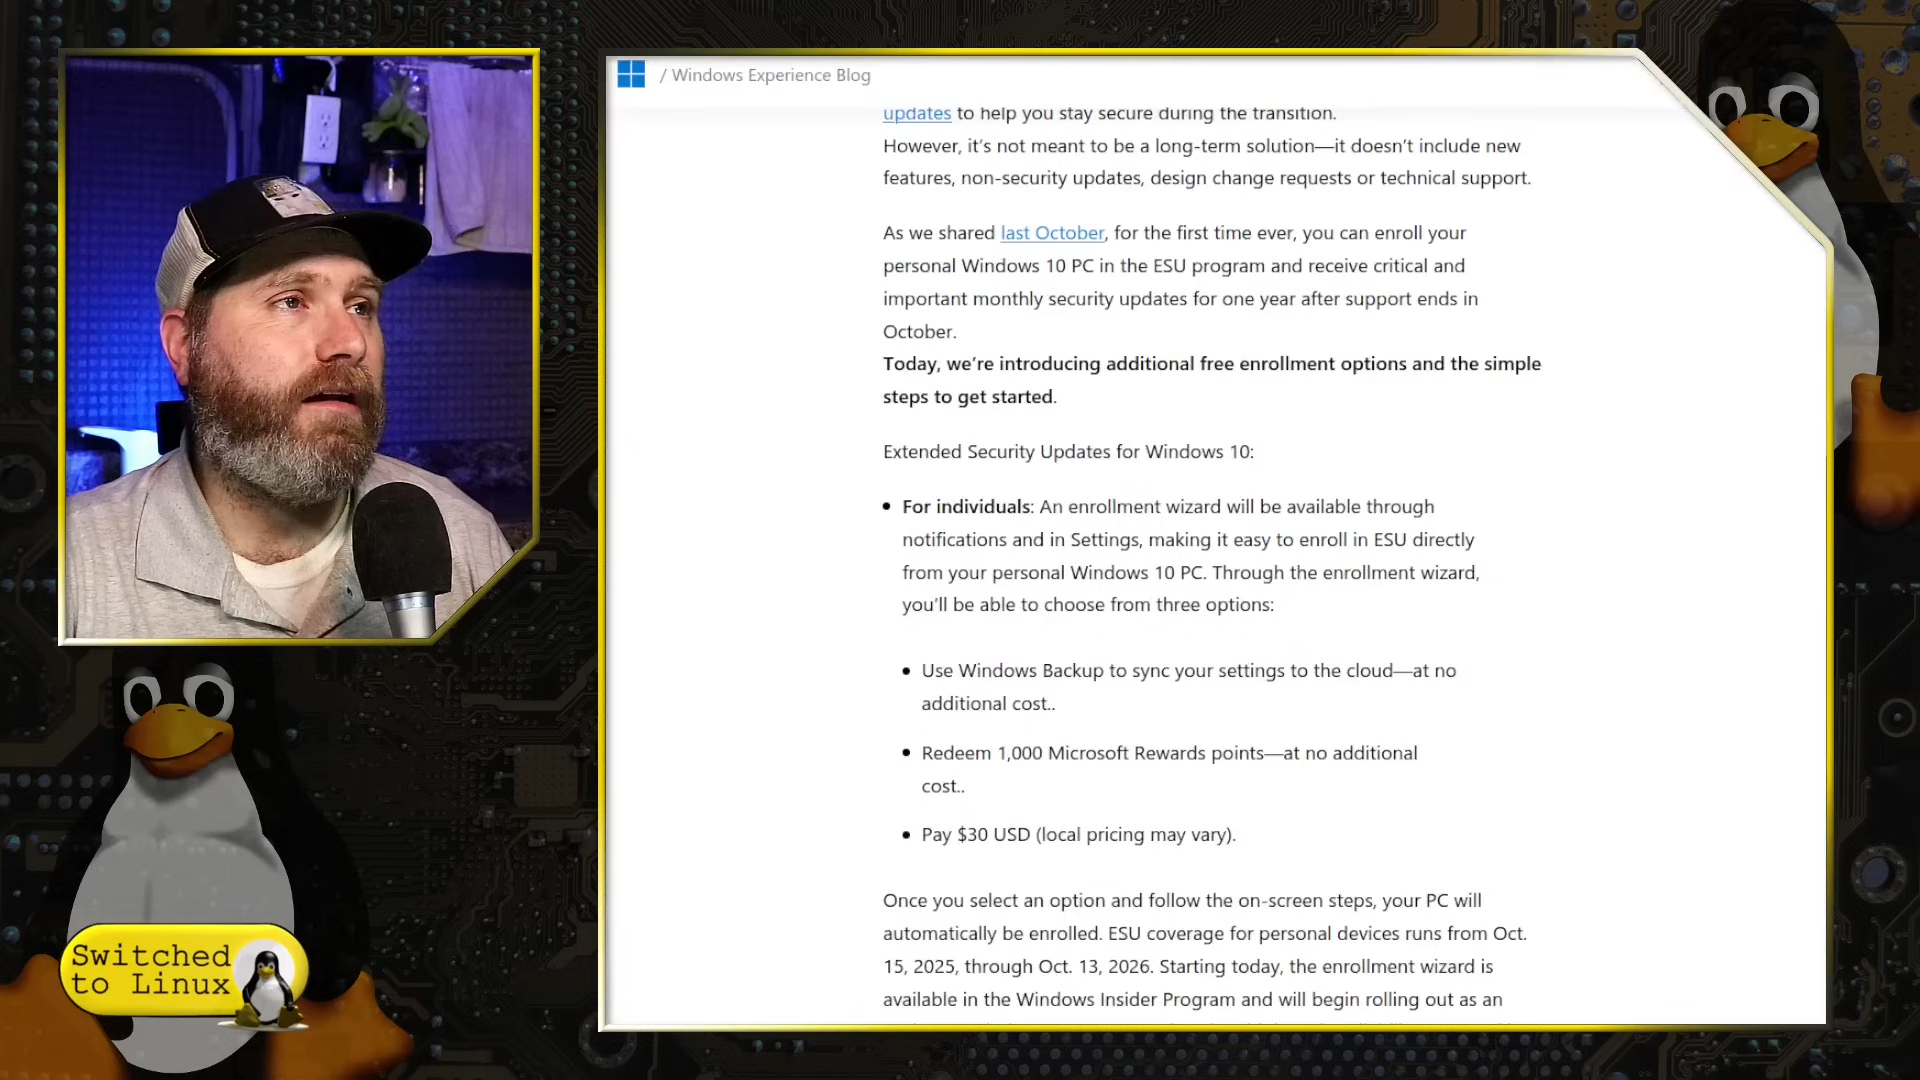 / Windows Experience Blog
updates to help you stay secure during the transition.
However, it's not meant to be a long-term solution—it doesn't include new
features, non-security updates, design change requests or technical support.
As we shared last October, for the first time ever, you can enroll your
personal Windows 10 PC in the ESU program and receive critical and
important monthly security updates for one year after support ends in
October.
Today, we're introducing additional free enrollment options and the simple
steps to get started.
Extended Security Updates for Windows 10:
• For individuals: An enrollment wizard will be available through
notifications and in Settings, making it easy to enroll in ESU directly
from your personal Windows 10 PC. Through the enrollment wizard,
you'll be able to choose from three options:
• Use Windows Backup to sync your settings to the cloud—at no
additional cost..
• Redeem 1,000 Microsoft Rewards points—at no additional
cost..
• Pay $30 USD (local pricing may vary).
Once you select an option and follow the on-screen steps, your PC will
automatically be enrolled. ESU coverage for personal devices runs from Oct.
15, 2025, through Oct. 13, 2026. Starting today, the enrollment wizard is
available in the Windows Insider Program and will begin rolling out as an
Switched
to Linux